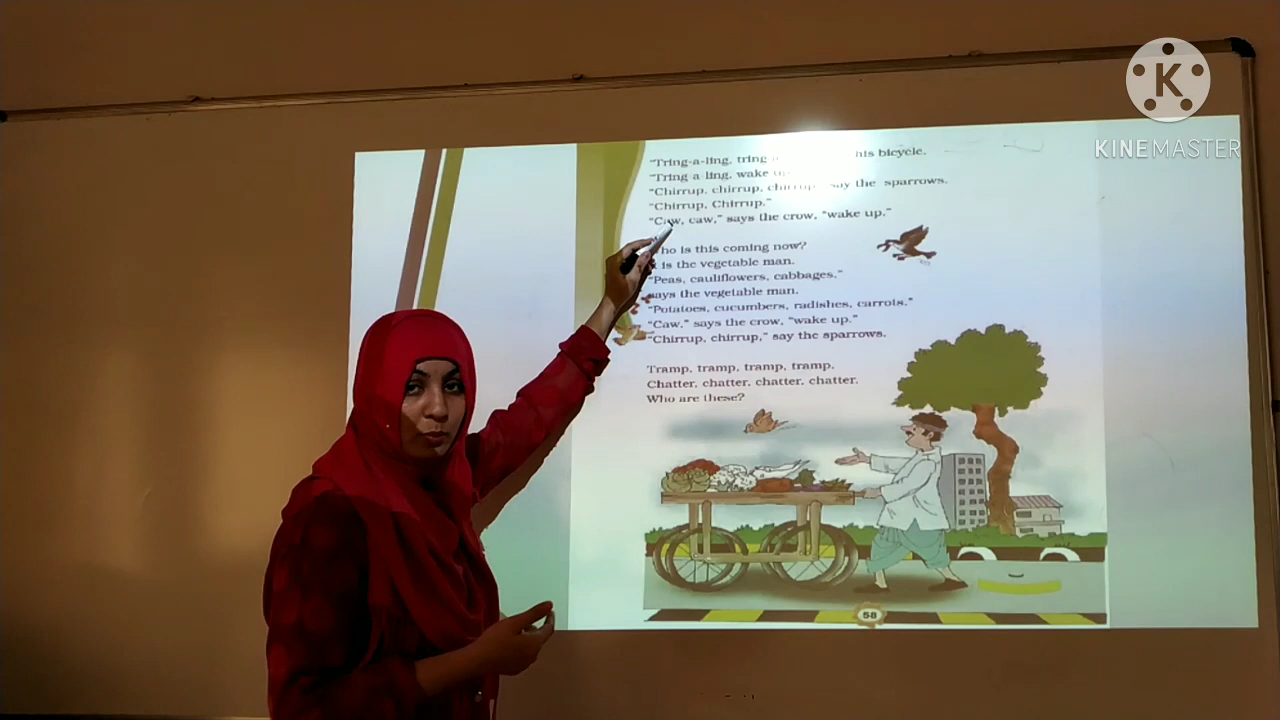 K
KINEMASTER
"Tring-a-ling, tring his bicycle.
"Tring a ling, wake
"Chirrup, chirrup, chirrup say the sparrows.
"Chirrup, Chirrup."
"Caw, caw," says the crow, "wake up."
Who is this coming now?
is the vegetable man.
"Peas, cauliflowers, cabbages,"
says the vegetable man.
"Potatoes, cucumbers, radishes, carrots."
"Caw," says the crow, "wake up."
"Chirrup, chirrup," say the sparrows.
Tramp, tramp, tramp, tramp.
Chatter, chatter, chatter, chatter.
Who are these?
58